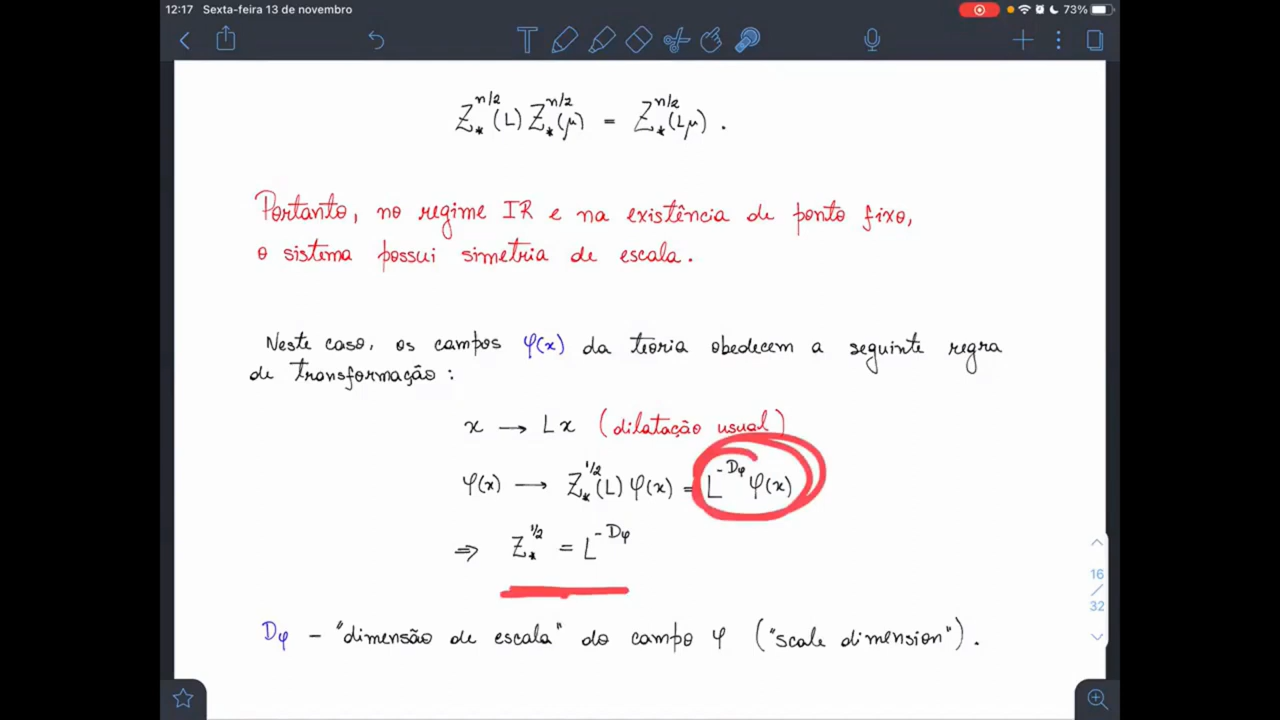 12:17 Sexta-feira 13 de novembro 73%
Z_*^{n/2}(L) Z_*^{n/2}(μ) = Z_*^{n/2}(Lμ) .
Portanto, no regime IR e na existência de ponto fixo,
o sistema possui simetria de escala.
Neste caso, os campos φ(x) da teoria obedecem a seguinte regra
de transformação :
x → Lx (dilatação usual)
φ(x) → Z_*^{1/2}(L) φ(x) = L^{-Dφ} φ(x)
⇒ Z_*^{1/2} = L^{-Dφ}
Dφ – "dimensão de escala" do campo φ ("scale dimension").
16
/
32